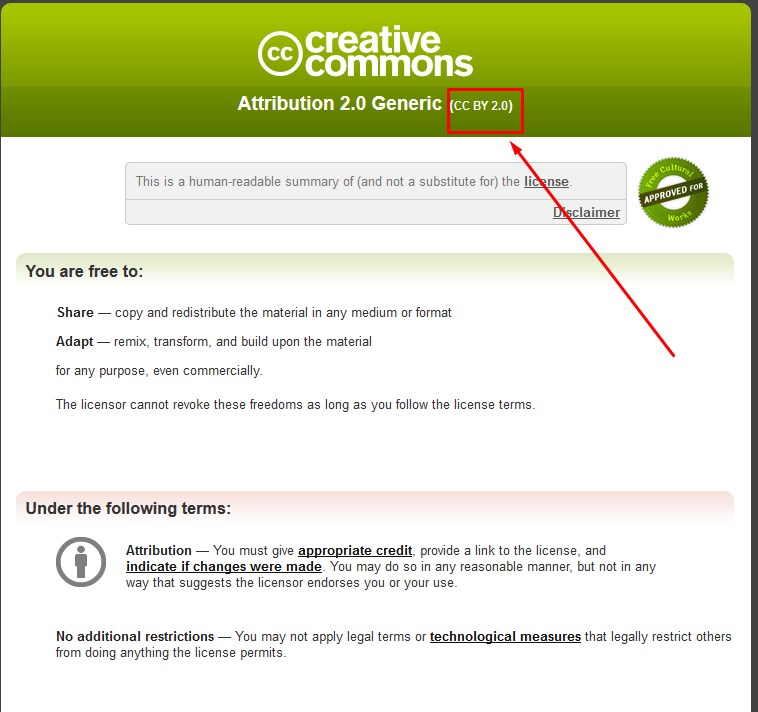 cc creative
commons
Attribution 2.0 Generic (CC BY 2.0)
This is a human-readable summary of (and not a substitute for) the license.
Disclaimer
Free Cultural
APPROVED FOR
Works
You are free to:
Share — copy and redistribute the material in any medium or format
Adapt — remix, transform, and build upon the material
for any purpose, even commercially.
The licensor cannot revoke these freedoms as long as you follow the license terms.
Under the following terms:
Attribution — You must give appropriate credit, provide a link to the license, and
indicate if changes were made. You may do so in any reasonable manner, but not in any
way that suggests the licensor endorses you or your use.
No additional restrictions — You may not apply legal terms or technological measures that legally restrict others
from doing anything the license permits.